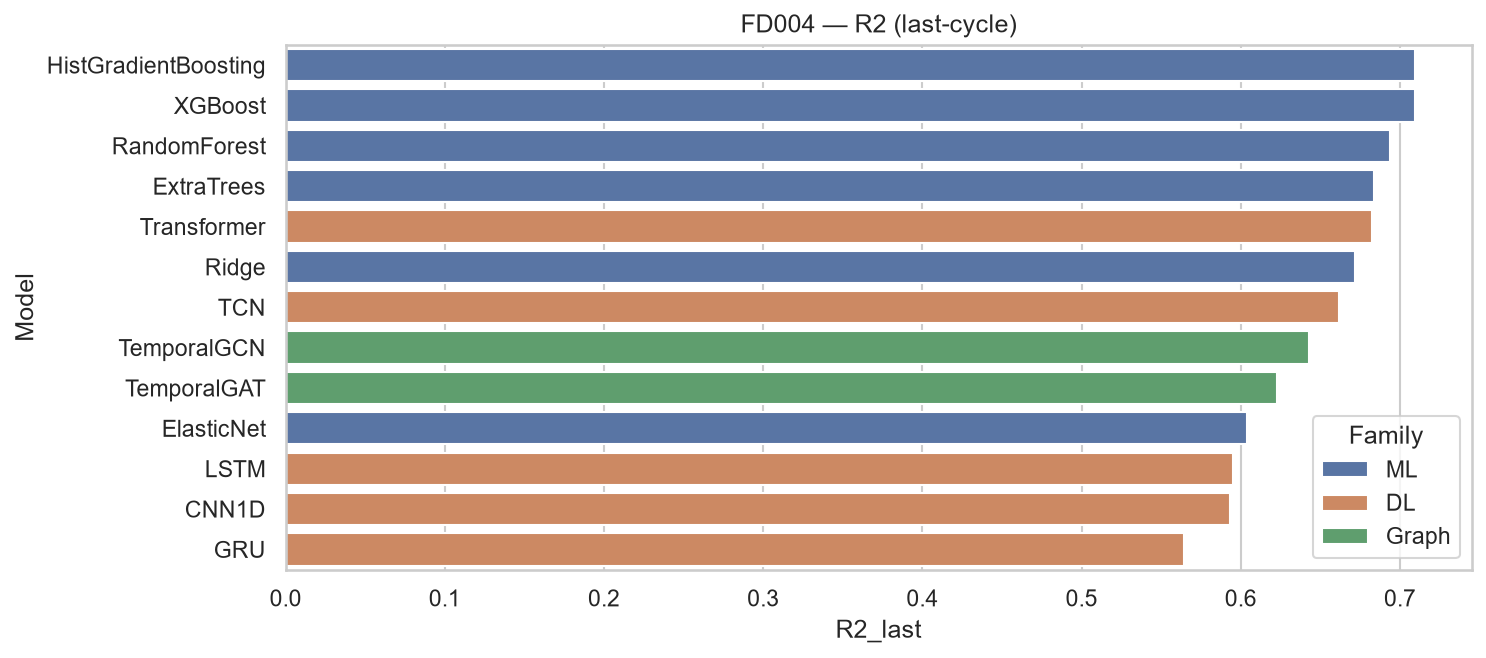 FD004 — R2 (last-cycle)
HistGradientBoosting
XGBoost
RandomForest
ExtraTrees
Transformer
Ridge
TCN
TemporalGCN
TemporalGAT
ElasticNet
LSTM
CNN1D
GRU
Model
Family
ML
DL
Graph
0.0 0.1 0.2 0.3 0.4 0.5 0.6 0.7
R2_last